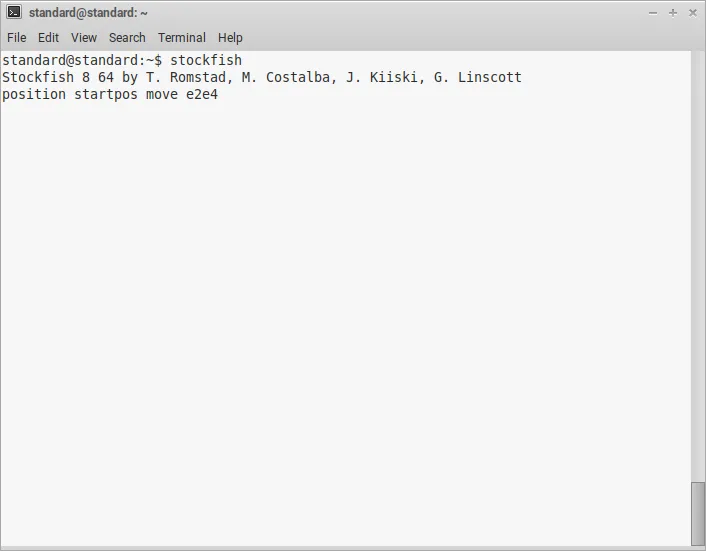 standard@standard: ~
File Edit View Search Terminal Help
standard@standard:~$ stockfish
Stockfish 8 64 by T. Romstad, M. Costalba, J. Kiiski, G. Linscott
position startpos move e2e4